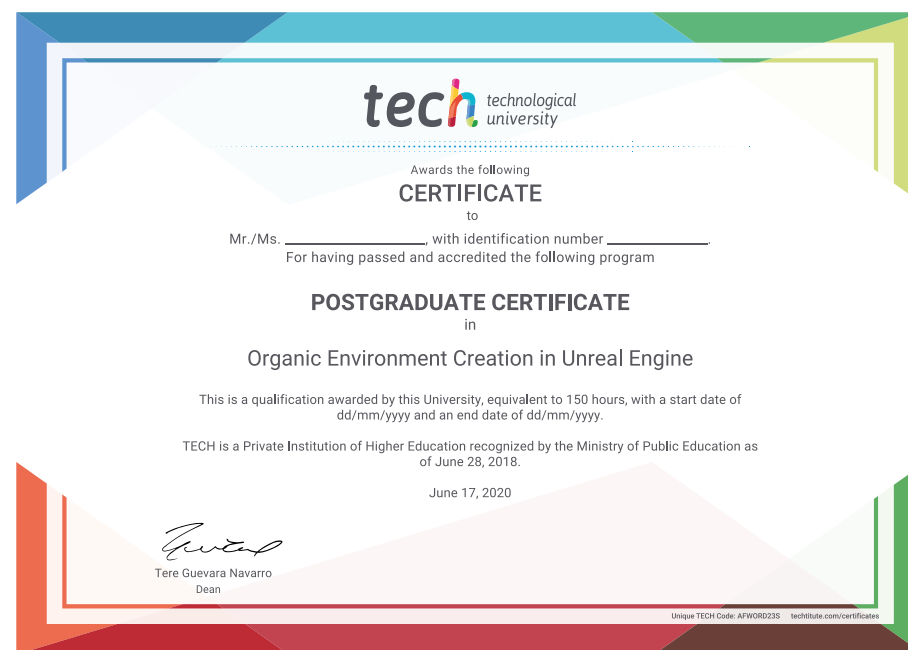 tech technological
university
Awards the following
CERTIFICATE
to
Mr./Ms. ____________________, with identification number ______________.
For having passed and accredited the following program
POSTGRADUATE CERTIFICATE
in
Organic Environment Creation in Unreal Engine
This is a qualification awarded by this University, equivalent to 150 hours, with a start date of
dd/mm/yyyy and an end date of dd/mm/yyyy.
TECH is a Private Institution of Higher Education recognized by the Ministry of Public Education as
of June 28, 2018.
June 17, 2020
Tere Guevara Navarro
Dean
Unique TECH Code: AFWORD23S techtitute.com/certificates